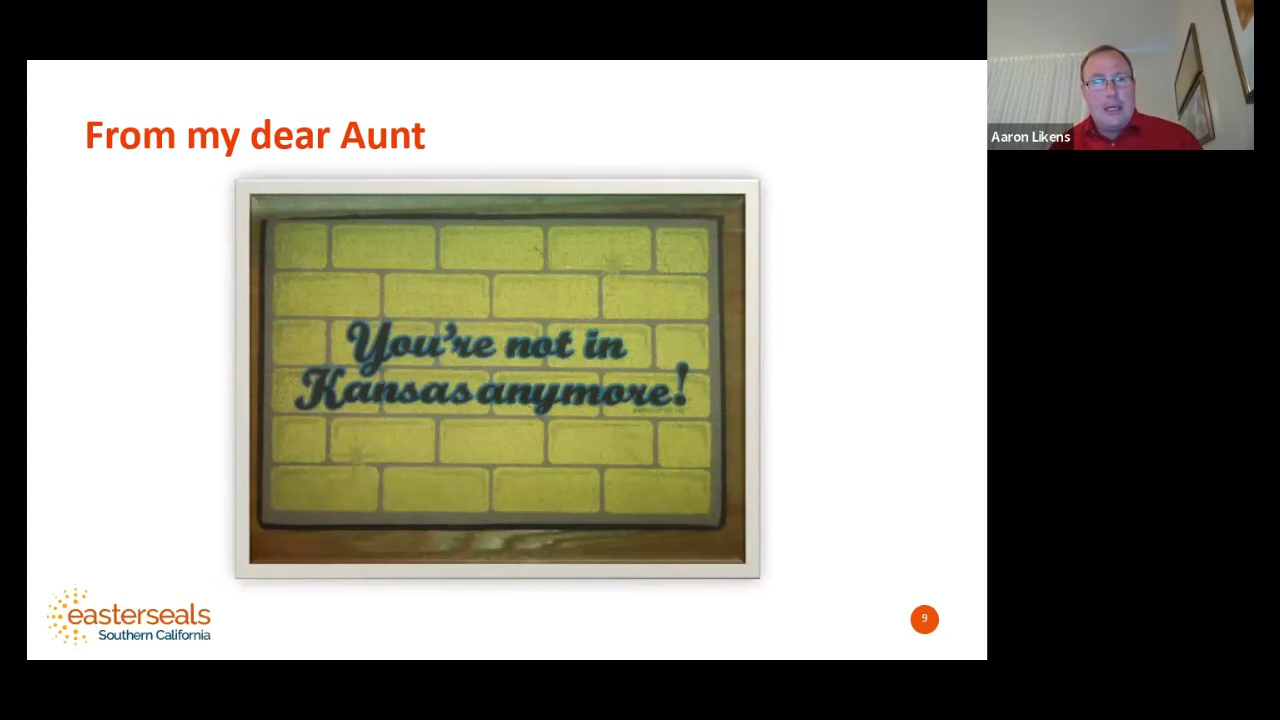 From my dear Aunt
Aaron Likens
You're not in
Kansas anymore!
easterseals
Southern California
9